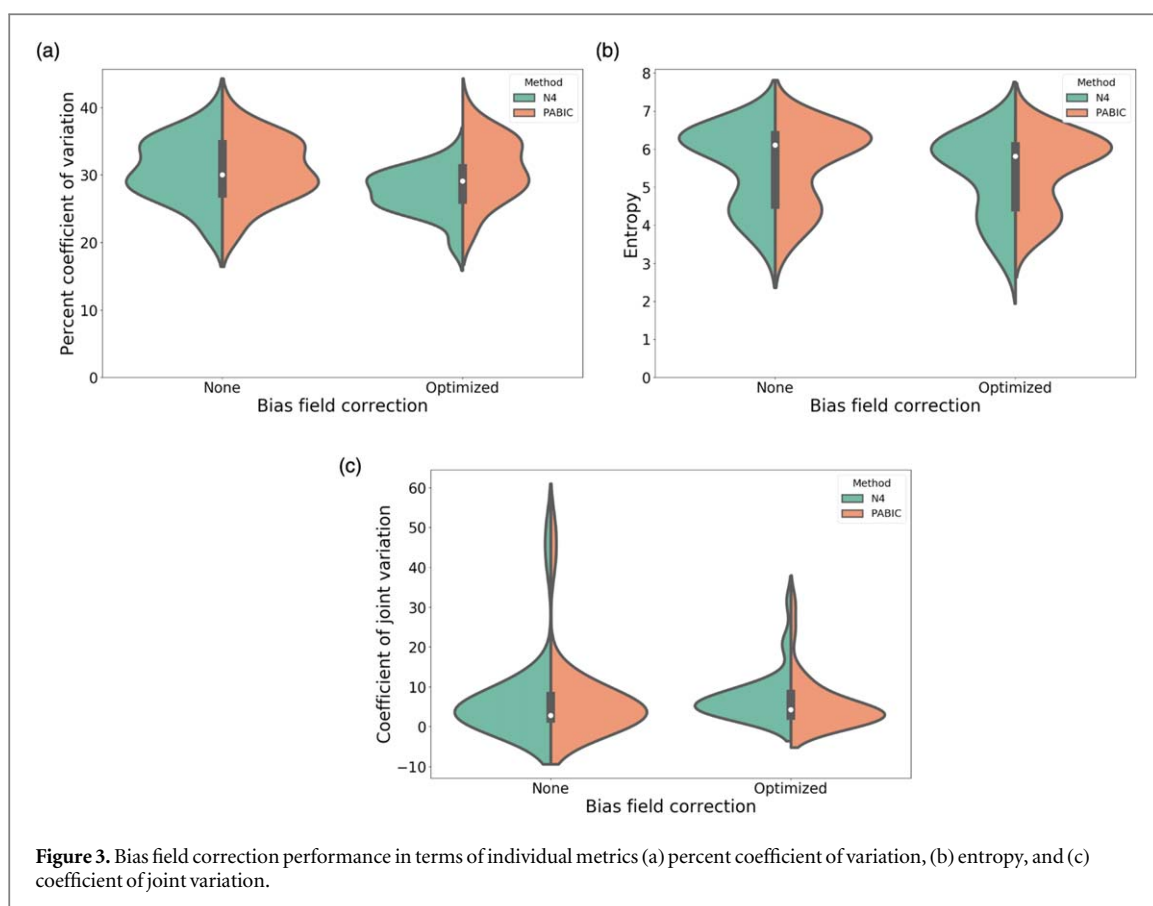 (a)
Percent coefficient of variation
40
30
20
10
0
Method
N4
PABIC
None
Optimized
Bias field correction
(b)
Entropy
8
7
6
5
4
3
2
1
0
Method
N4
PABIC
None
Optimized
Bias field correction
(c)
Coefficient of joint variation
60
50
40
30
20
10
0
−10
Method
N4
PABIC
None
Optimized
Bias field correction
Figure 3. Bias field correction performance in terms of individual metrics (a) percent coefficient of variation, (b) entropy, and (c)
coefficient of joint variation.